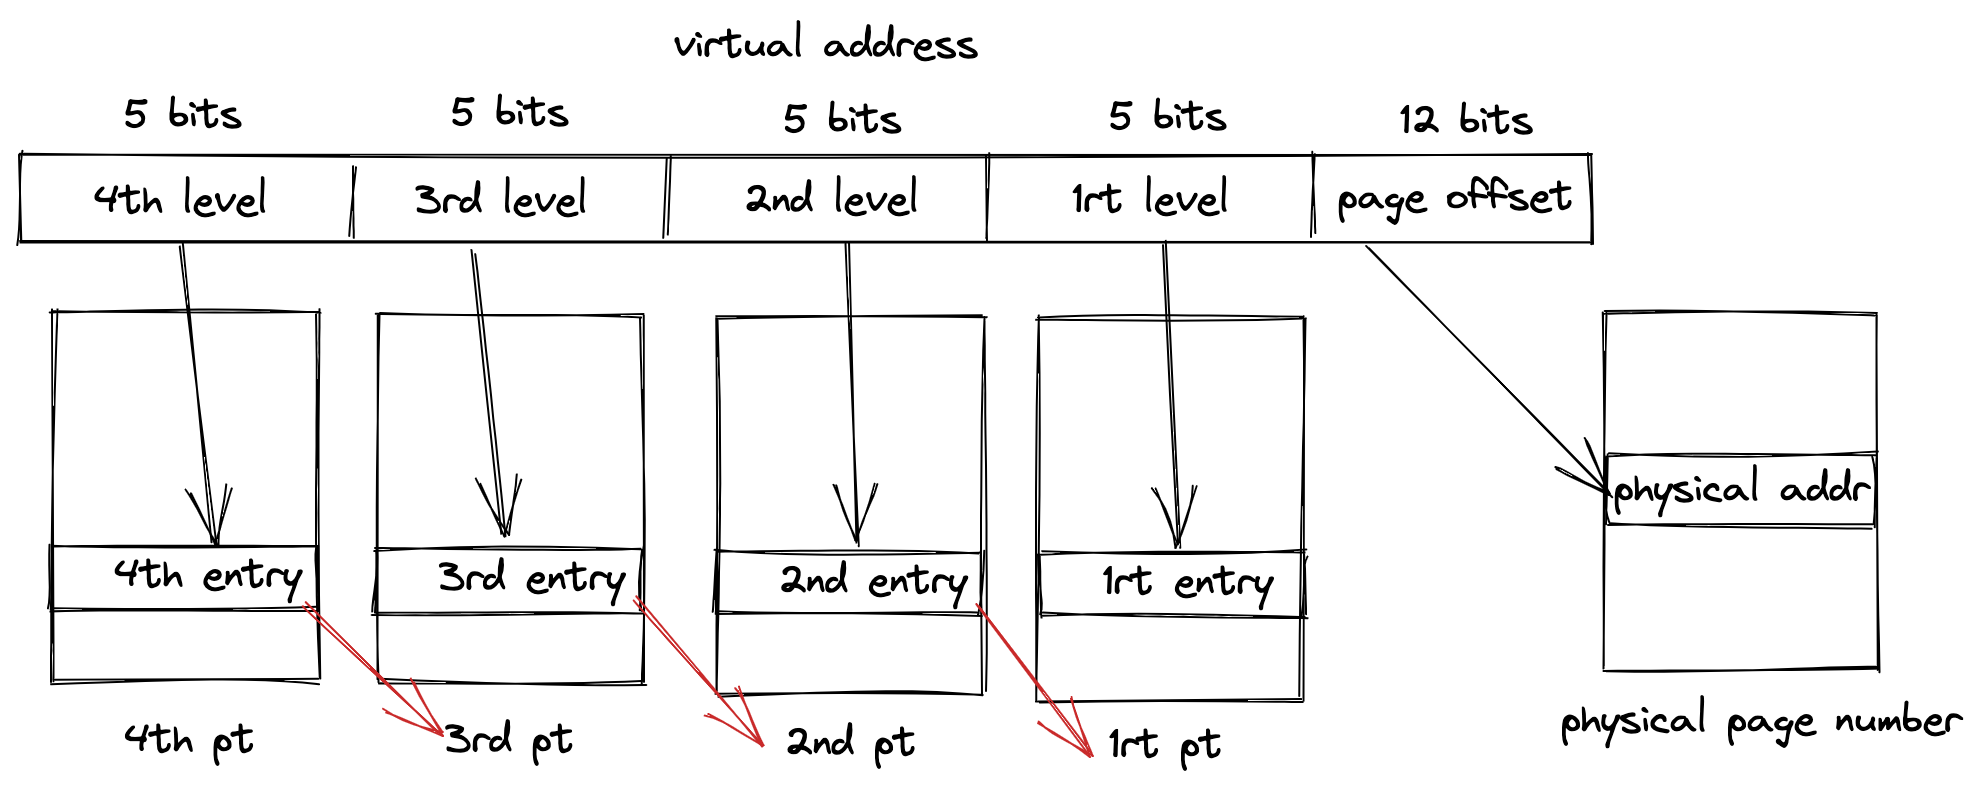 virtual address
5 bits 5 bits 5 bits 5 bits 12 bits
4th level 3rd level 2nd level 1rt level page offset
physical addr
4th entry 3rd entry 2nd entry 1rt entry
physical page number
4th pt 3rd pt 2nd pt 1rt pt